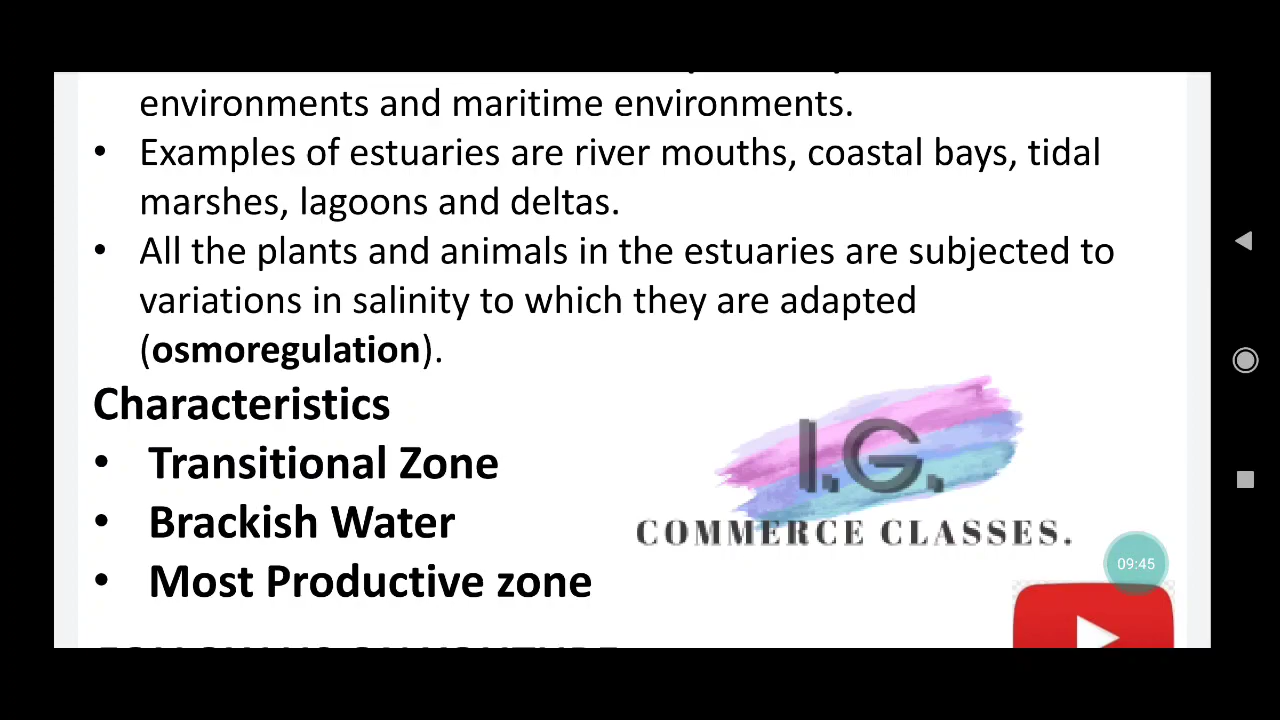 environments and maritime environments.
• Examples of estuaries are river mouths, coastal bays, tidal
marshes, lagoons and deltas.
• All the plants and animals in the estuaries are subjected to
variations in salinity to which they are adapted
(osmoregulation).
Characteristics
• Transitional Zone
• Brackish Water
• Most Productive zone
I.G.
COMMERCE CLASSES.
09:45